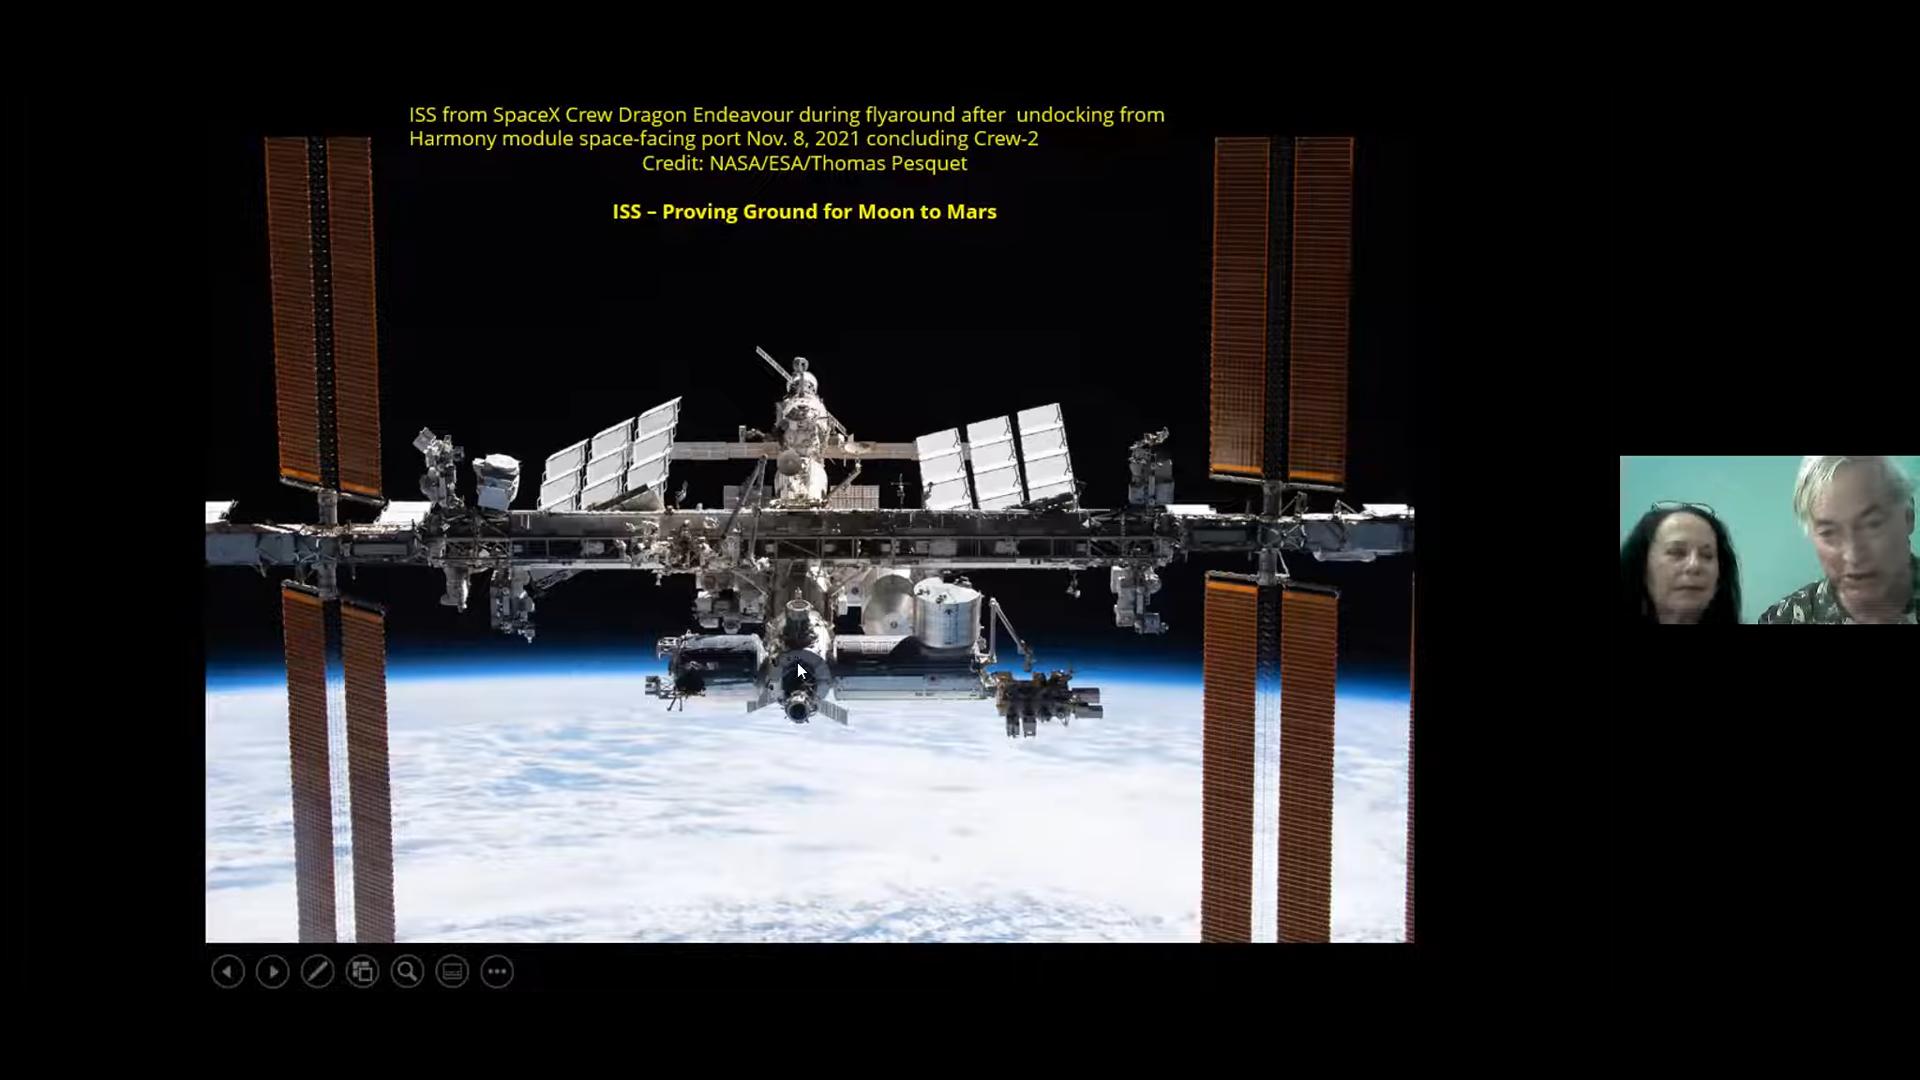 ISS from SpaceX Crew Dragon Endeavour during flyaround after  undocking from
Harmony module space-facing port Nov. 8, 2021 concluding Crew-2
Credit: NASA/ESA/Thomas Pesquet
ISS – Proving Ground for Moon to Mars